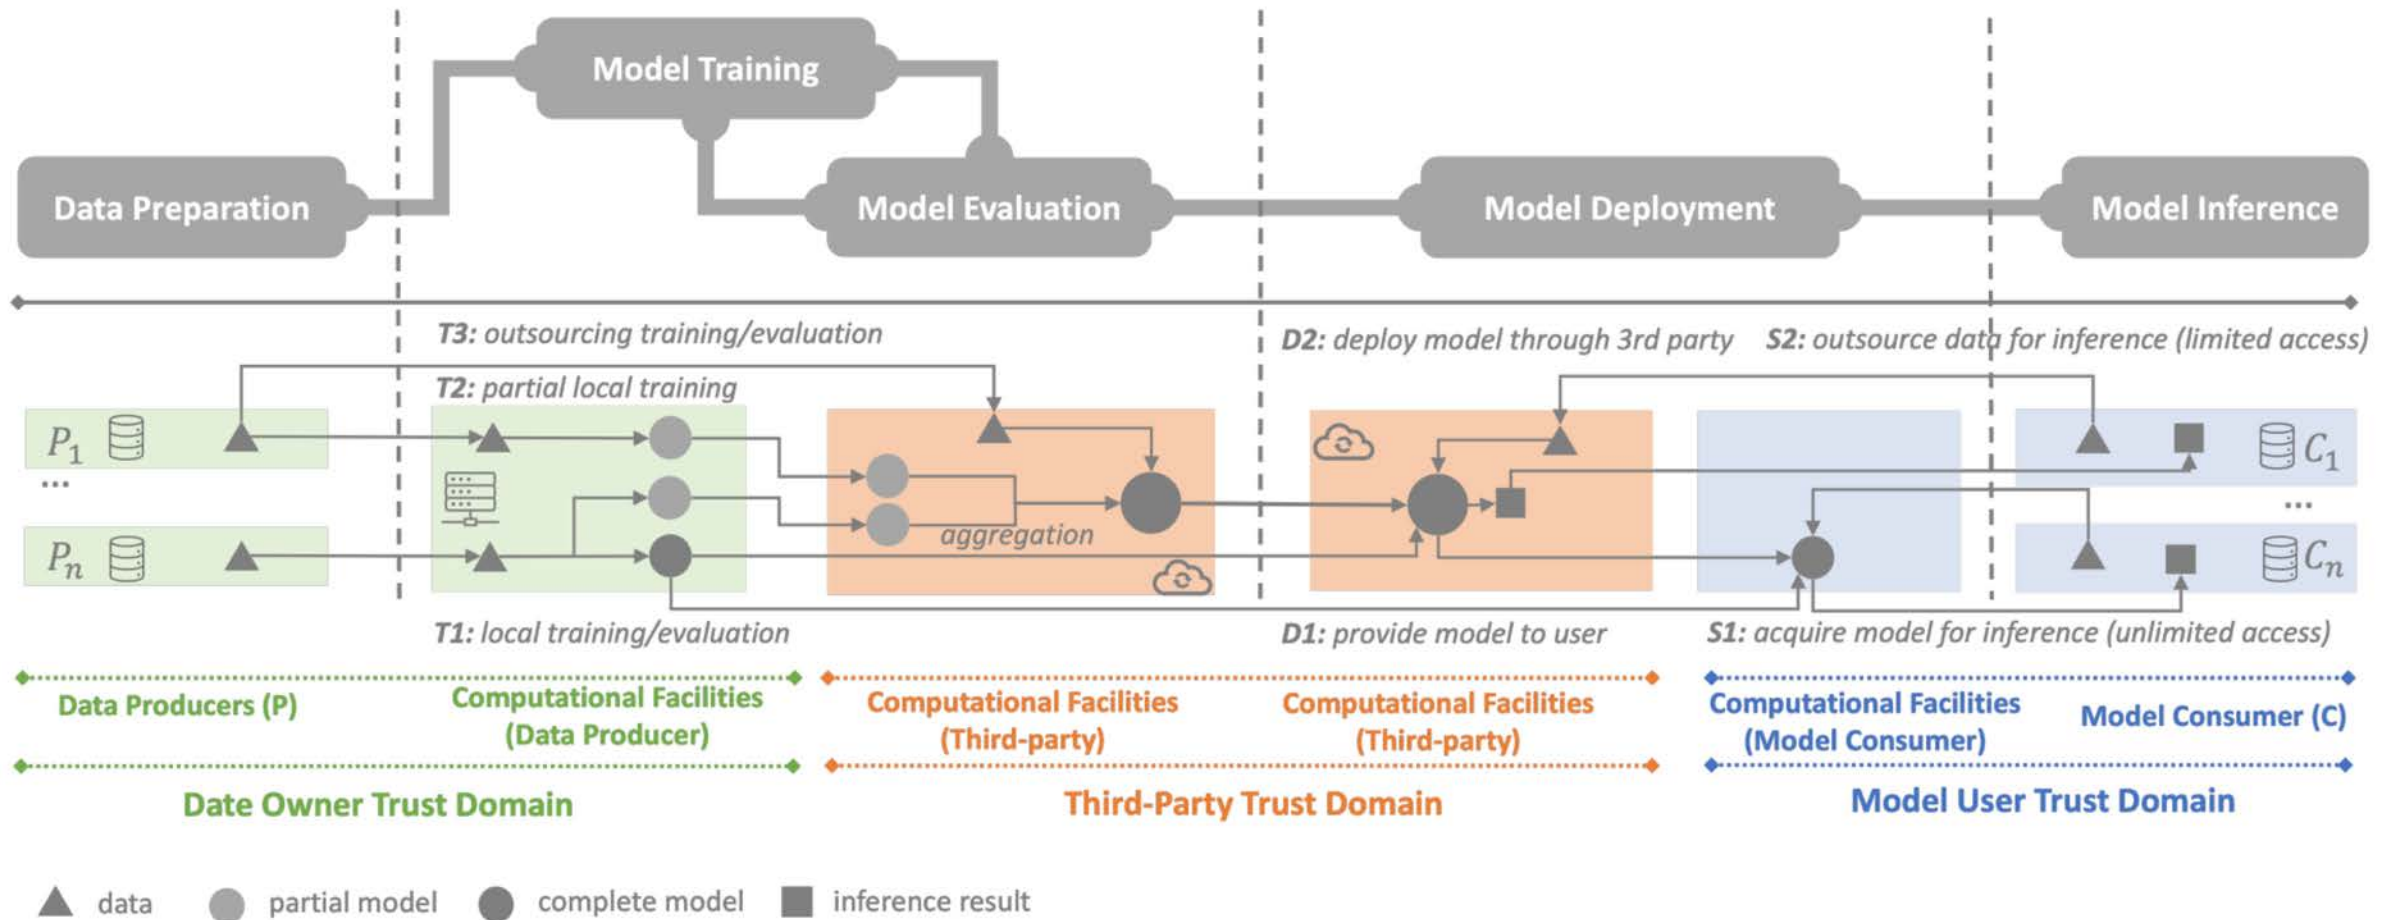 Model Training
Data Preparation
Model Evaluation
Model Deployment
Model Inference
T3: outsourcing training/evaluation
D2: deploy model through 3rd party
S2: outsource data for inference (limited access)
T2: partial local training
P1
C1
...
...
aggregation
Pn
Cn
T1: local training/evaluation
D1: provide model to user
S1: acquire model for inference (unlimited access)
Data Producers (P)
Computational Facilities
(Data Producer)
Computational Facilities
(Third-party)
Computational Facilities
(Third-party)
Computational Facilities
(Model Consumer)
Model Consumer (C)
Date Owner Trust Domain
Third-Party Trust Domain
Model User Trust Domain
data
partial model
complete model
inference result